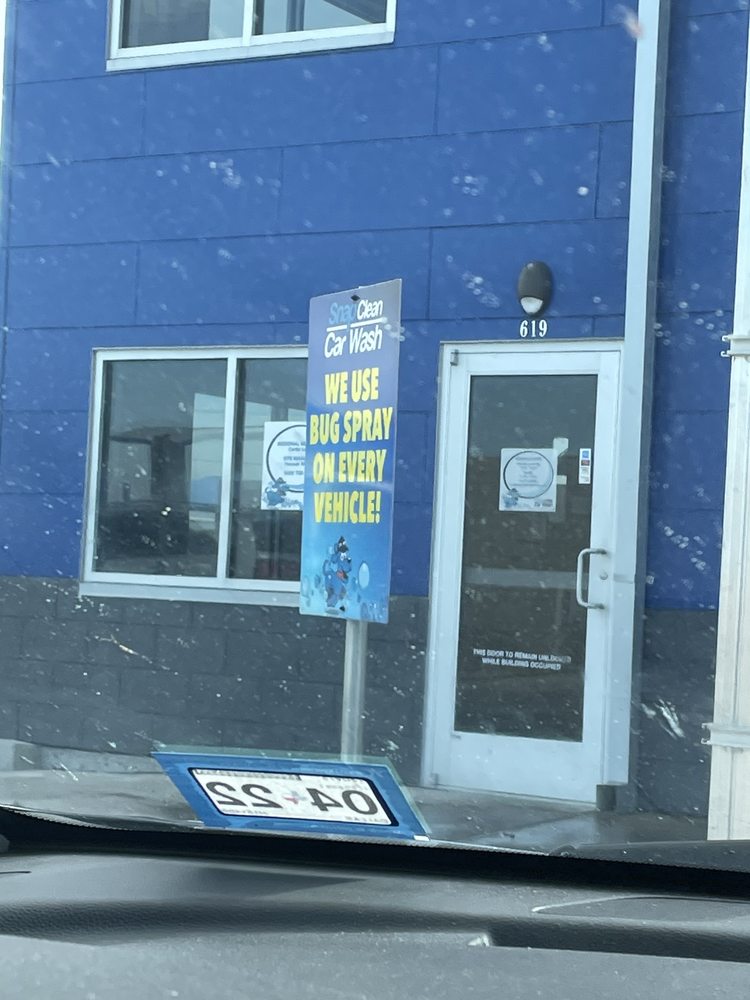 619
SnapClean
Car Wash
WE USE
BUG SPRAY
ON EVERY
VEHICLE!
THIS DOOR TO REMAIN UNLOCKED
WHILE BUILDING OCCUPIED
04 22